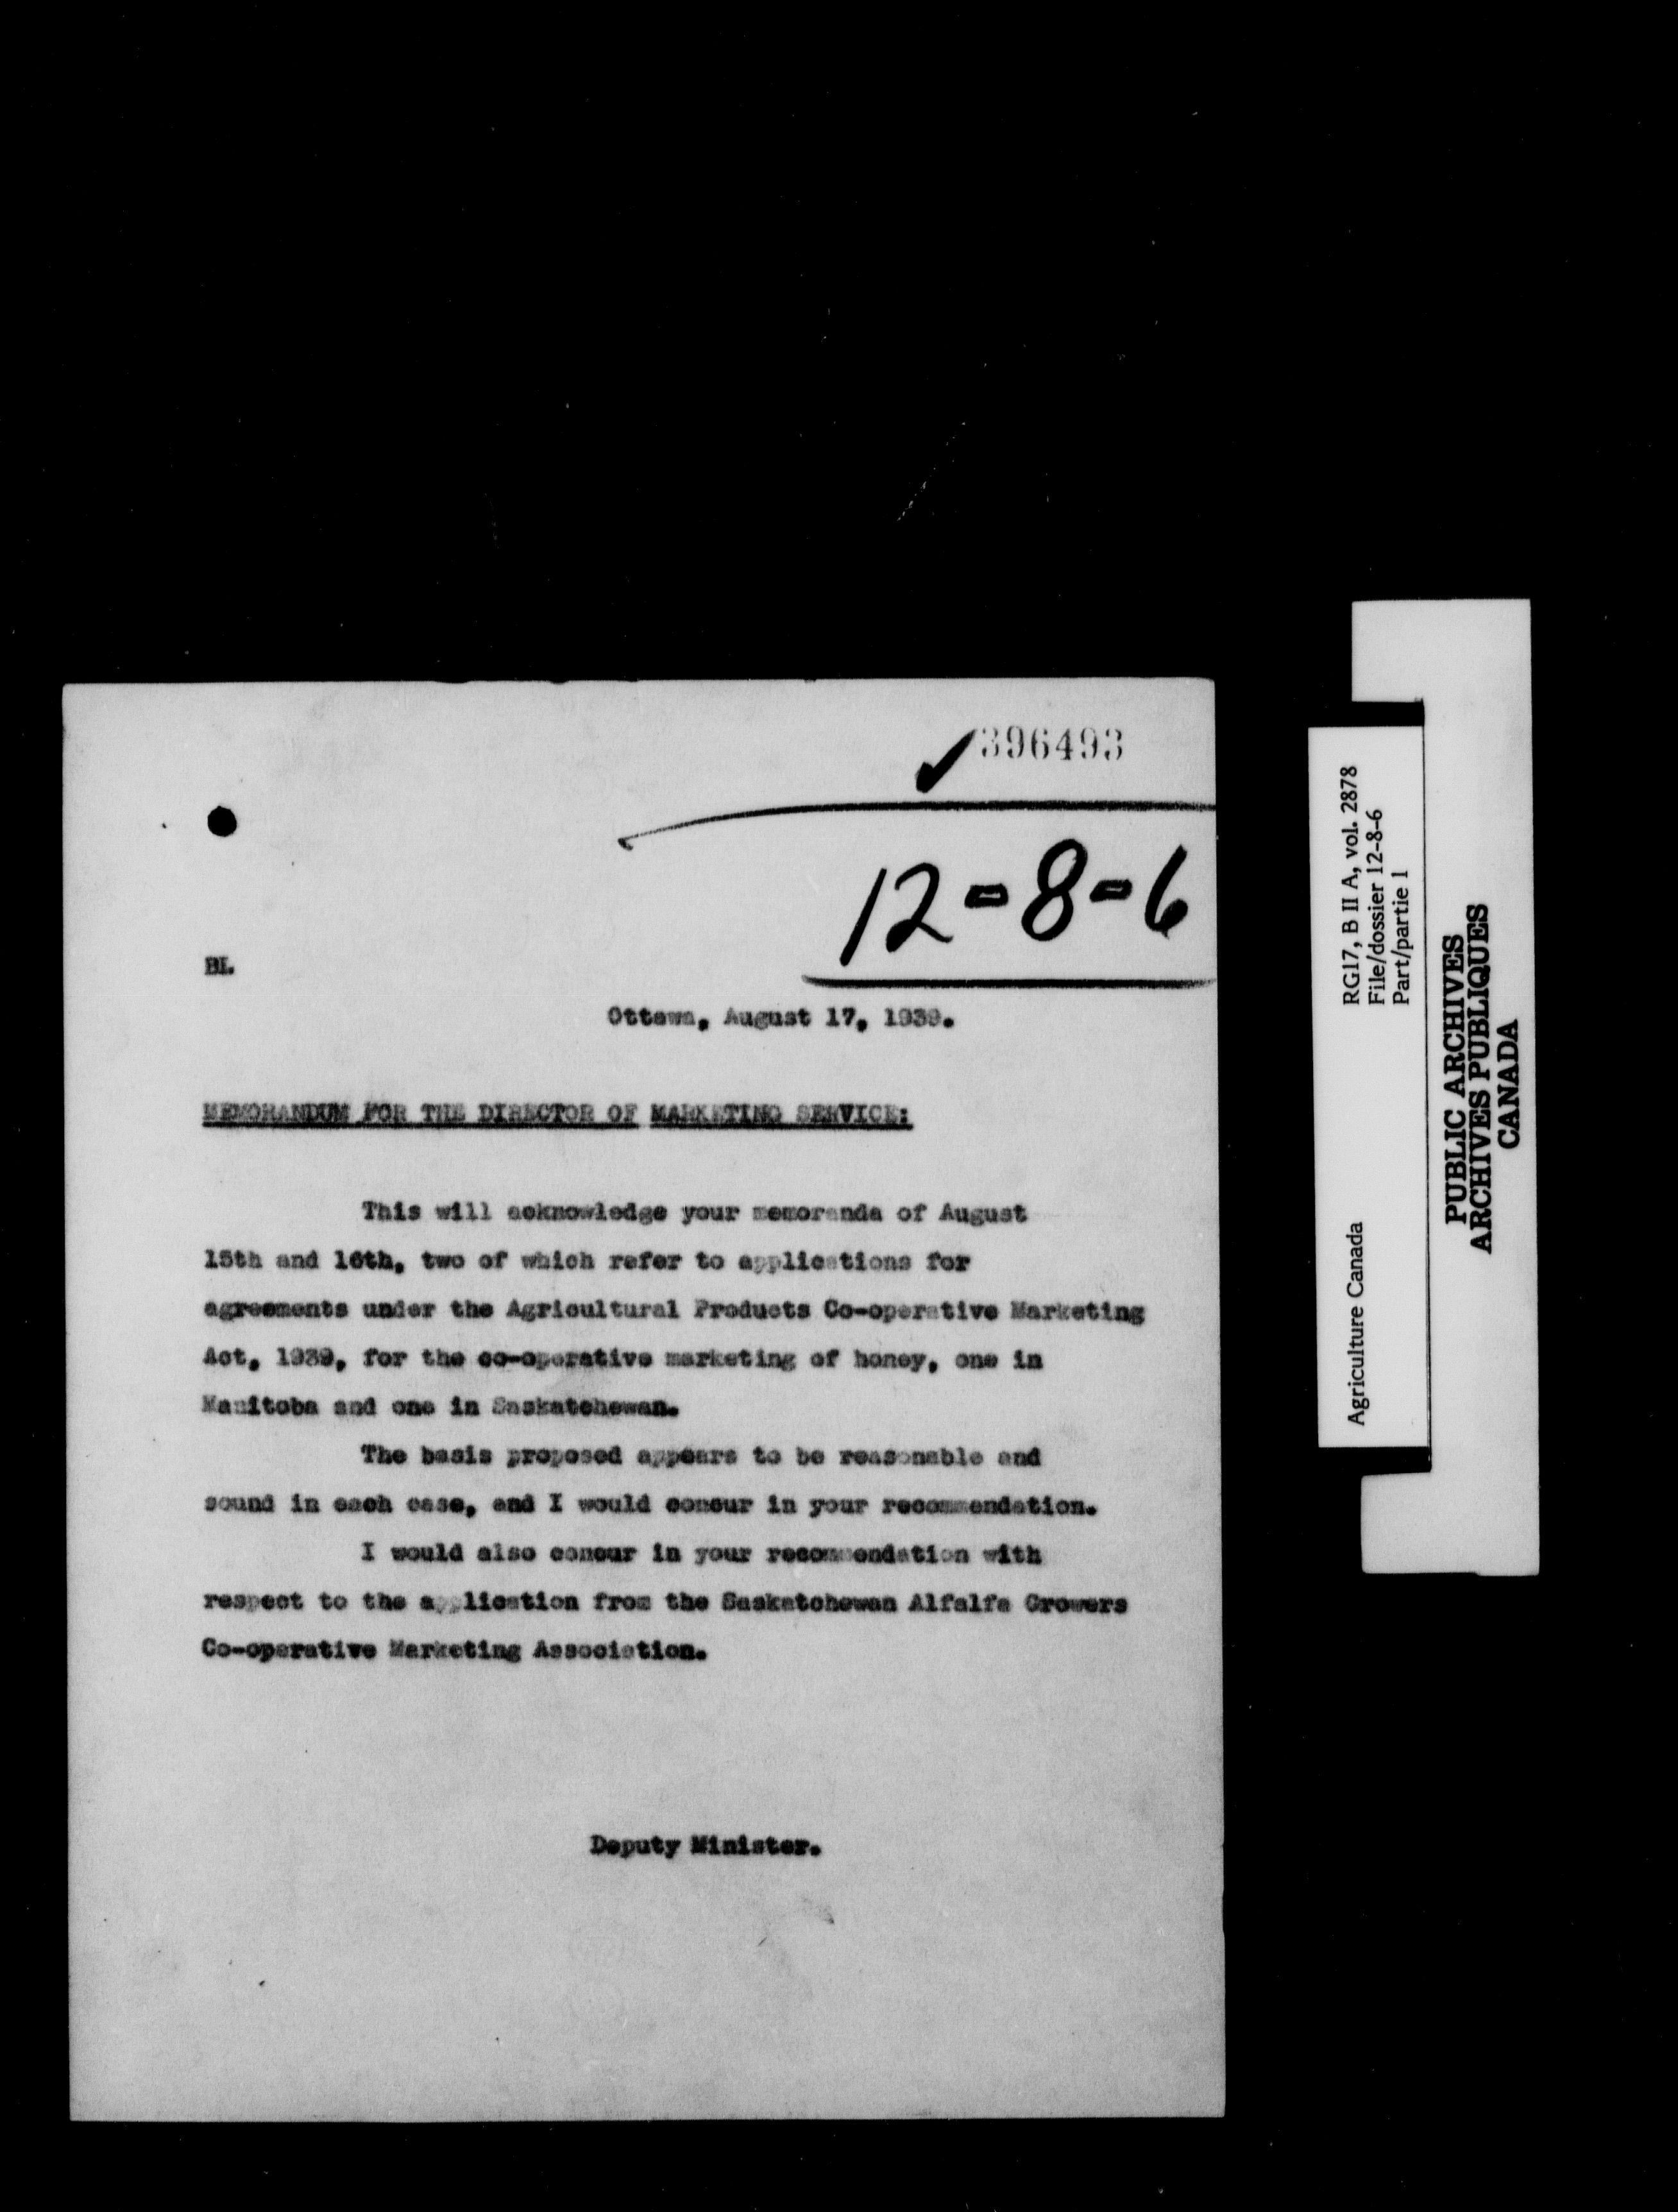 396493
12-8-6
BL.
Ottawa, August 17, 1939.
MEMORANDUM FOR THE DIRECTOR OF MARKETING SERVICE:
This will acknowledge your memoranda of August
15th and 16th, two of which refer to applications for
agreements under the Agricultural Products Co-operative Marketing
Act, 1939, for the co-operative marketing of honey, one in
Manitoba and one in Saskatchewan.
The basis proposed appears to be reasonable and
sound in each case, and I would concur in your recommendation.
I would also concur in your recommendation with
respect to the application from the Saskatchewan Alfalfa Growers
Co-operative Marketing Association.
Deputy Minister.
Agriculture Canada
RG17, B II A, vol. 2878
File/dossier 12-8-6
Part/partie 1
PUBLIC ARCHIVES
ARCHIVES PUBLIQUES
CANADA